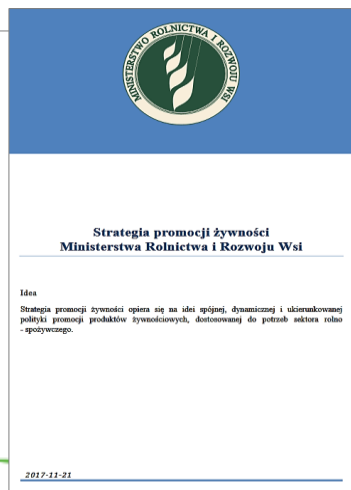 MINISTERSTWO ROLNICTWA I ROZWOJU WSI
Strategia promocji żywności
Ministerstwa Rolnictwa i Rozwoju Wsi
Idea
Strategia promocji żywności opiera się na idei spójnej, dynamicznej i ukierunkowanej
polityki promocji produktów żywnościowych, dostosowanej do potrzeb sektora rolno
- spożywczego.
2017-11-21